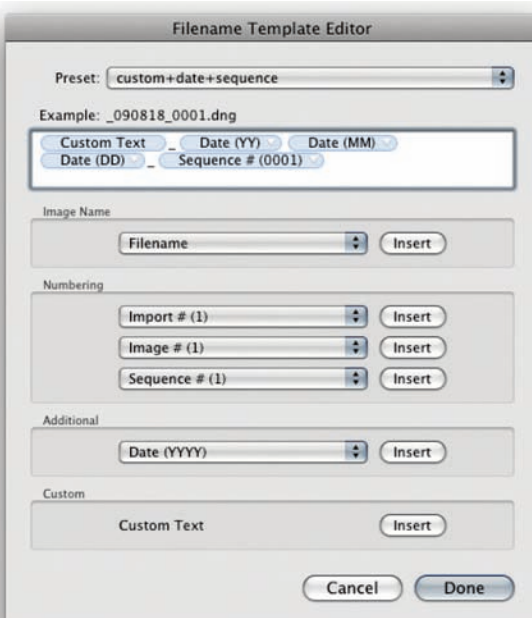 Filename Template Editor
Preset: custom+date+sequence
Example: _090818_0001.dng
Custom Text _ Date (YY) Date (MM)
Date (DD) _ Sequence # (0001)
Image Name
Filename Insert
Numbering
Import # (1) Insert
Image # (1) Insert
Sequence # (1) Insert
Additional
Date (YYYY) Insert
Custom
Custom Text Insert
Cancel Done